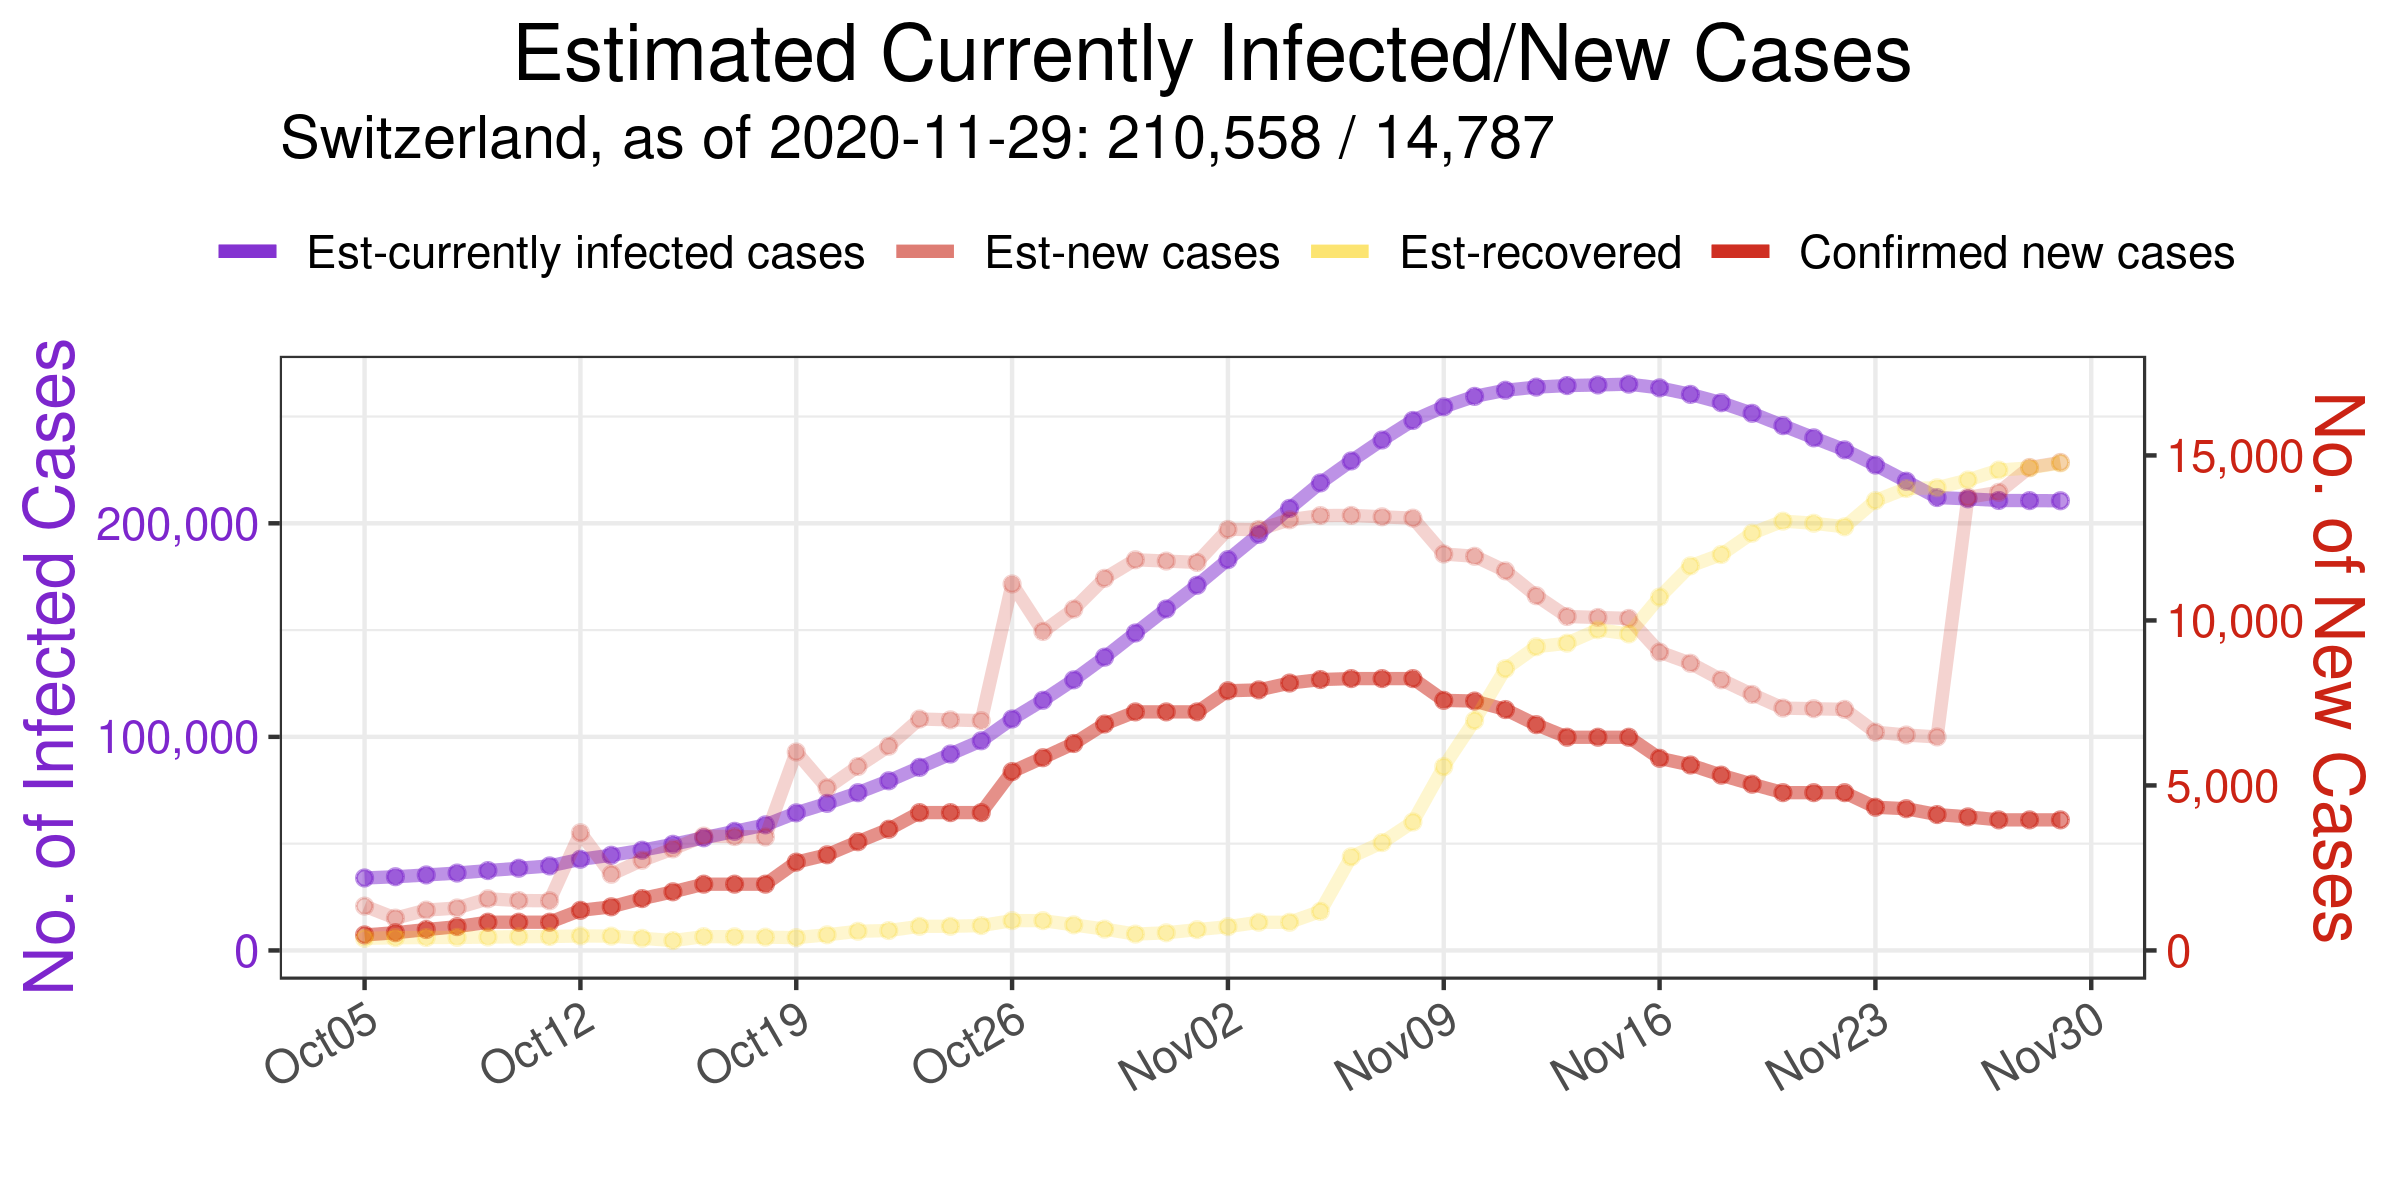 Estimated Currently Infected/New Cases
Switzerland, as of 2020-11-29: 210,558 / 14,787
Est-currently infected cases
Est-new cases
Est-recovered
Confirmed new cases
No. of Infected Cases
200,000
100,000
0
15,000
10,000
5,000
0
No. of New Cases
Oct05
Oct12
Oct19
Oct26
Nov02
Nov09
Nov16
Nov23
Nov30